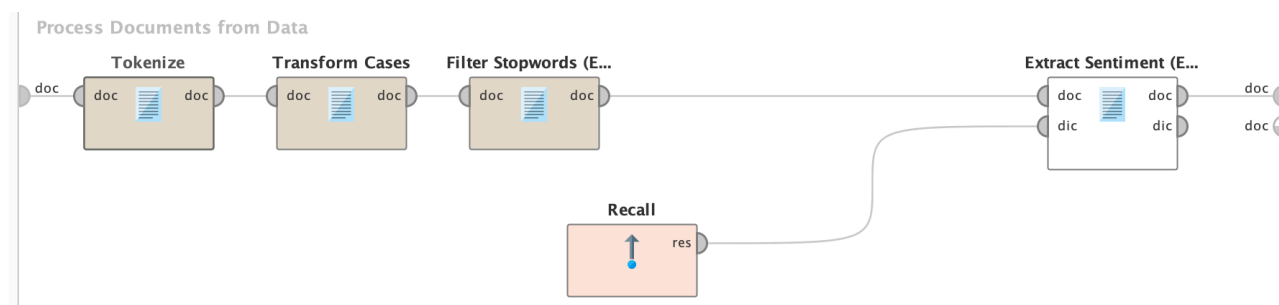 Process Documents from Data
Tokenize Transform Cases Filter Stopwords (E... Extract Sentiment (E...
doc doc doc doc doc doc doc doc doc doc
dic dic doc
Recall
res